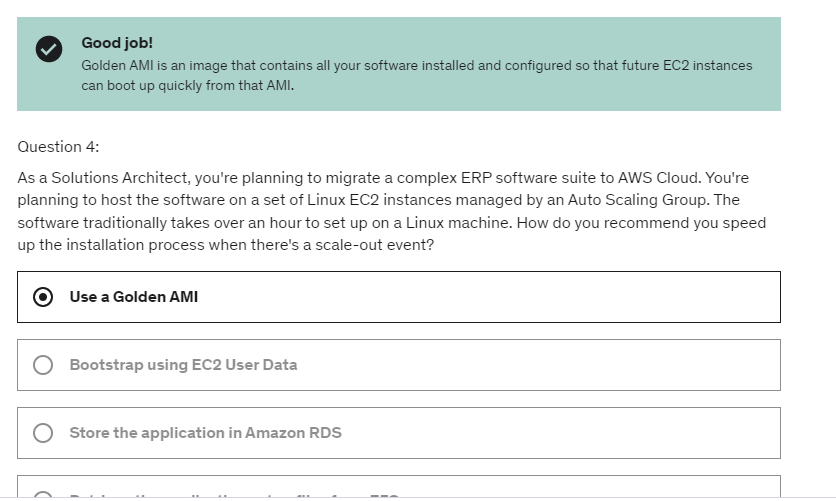 Good job!
Golden AMI is an image that contains all your software installed and configured so that future EC2 instances
can boot up quickly from that AMI.
Question 4:
As a Solutions Architect, you're planning to migrate a complex ERP software suite to AWS Cloud. You're
planning to host the software on a set of Linux EC2 instances managed by an Auto Scaling Group. The
software traditionally takes over an hour to set up on a Linux machine. How do you recommend you speed
up the installation process when there's a scale-out event?
Use a Golden AMI
Bootstrap using EC2 User Data
Store the application in Amazon RDS